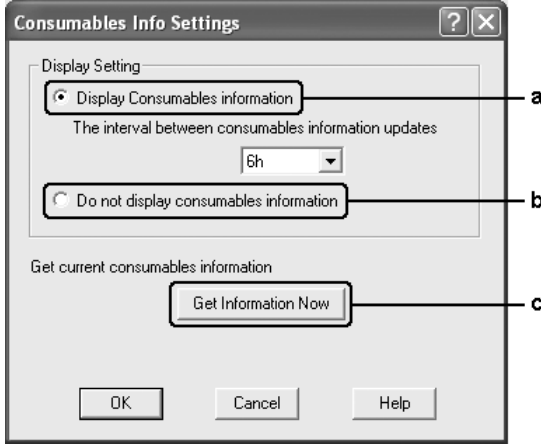 Consumables Info Settings
Display Setting
Display Consumables information
a
The interval between consumables information updates
6h
Do not display consumables information
b
Get current consumables information
Get Information Now
c
OK Cancel Help